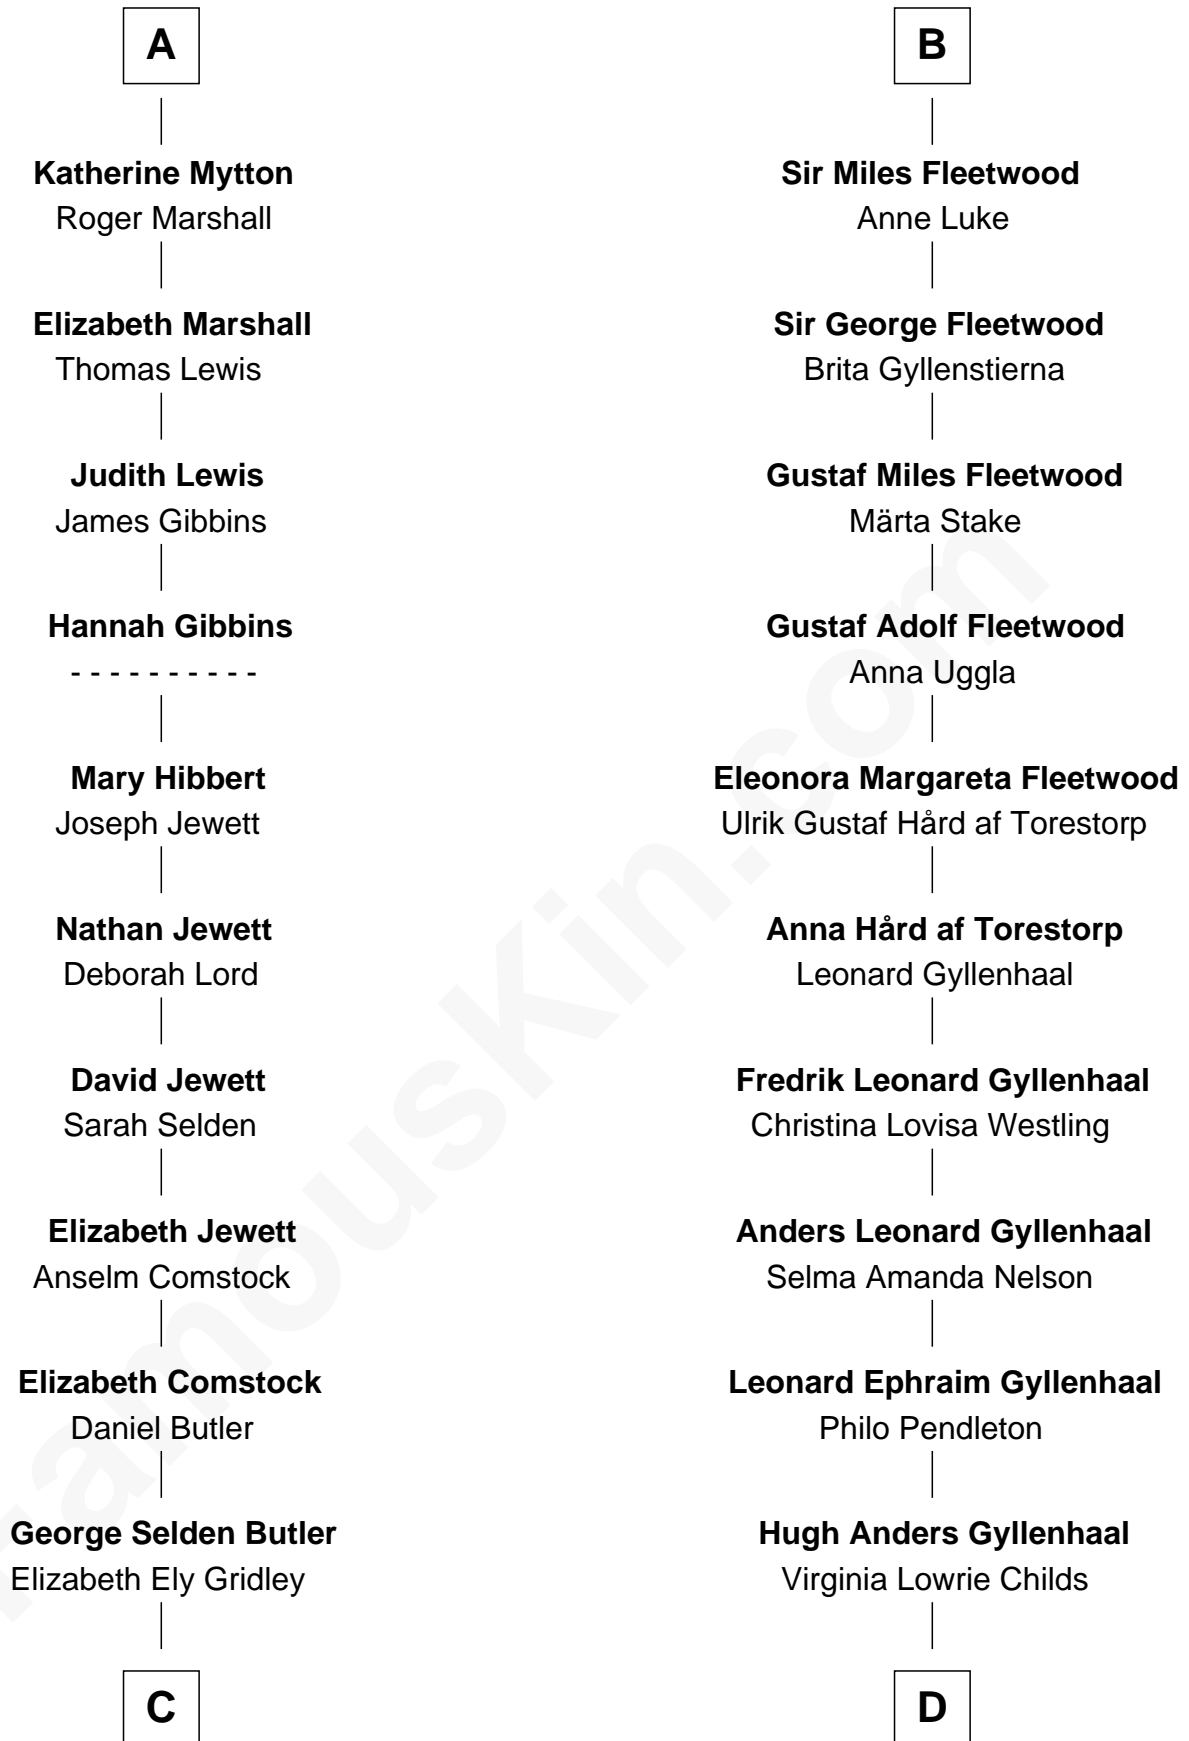 A
Katherine Mytton
Roger Marshall
Elizabeth Marshall
Thomas Lewis
Judith Lewis
James Gibbins
Hannah Gibbins
- - - - - - - - - -
Mary Hibbert
Joseph Jewett
Nathan Jewett
Deborah Lord
David Jewett
Sarah Selden
Elizabeth Jewett
Anselm Comstock
Elizabeth Comstock
Daniel Butler
George Selden Butler
Elizabeth Ely Gridley
C
B
Sir Miles Fleetwood
Anne Luke
Sir George Fleetwood
Brita Gyllenstierna
Gustaf Miles Fleetwood
Märta Stake
Gustaf Adolf Fleetwood
Anna Uggla
Eleonora Margareta Fleetwood
Ulrik Gustaf Hård af Torestorp
Anna Hård af Torestorp
Leonard Gyllenhaal
Fredrik Leonard Gyllenhaal
Christina Lovisa Westling
Anders Leonard Gyllenhaal
Selma Amanda Nelson
Leonard Ephraim Gyllenhaal
Philo Pendleton
Hugh Anders Gyllenhaal
Virginia Lowrie Childs
D
FamousKin.com